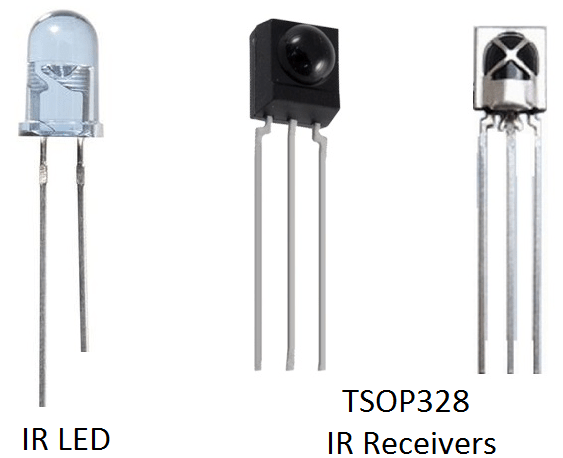 TSOP328
IR LED
IR Receivers